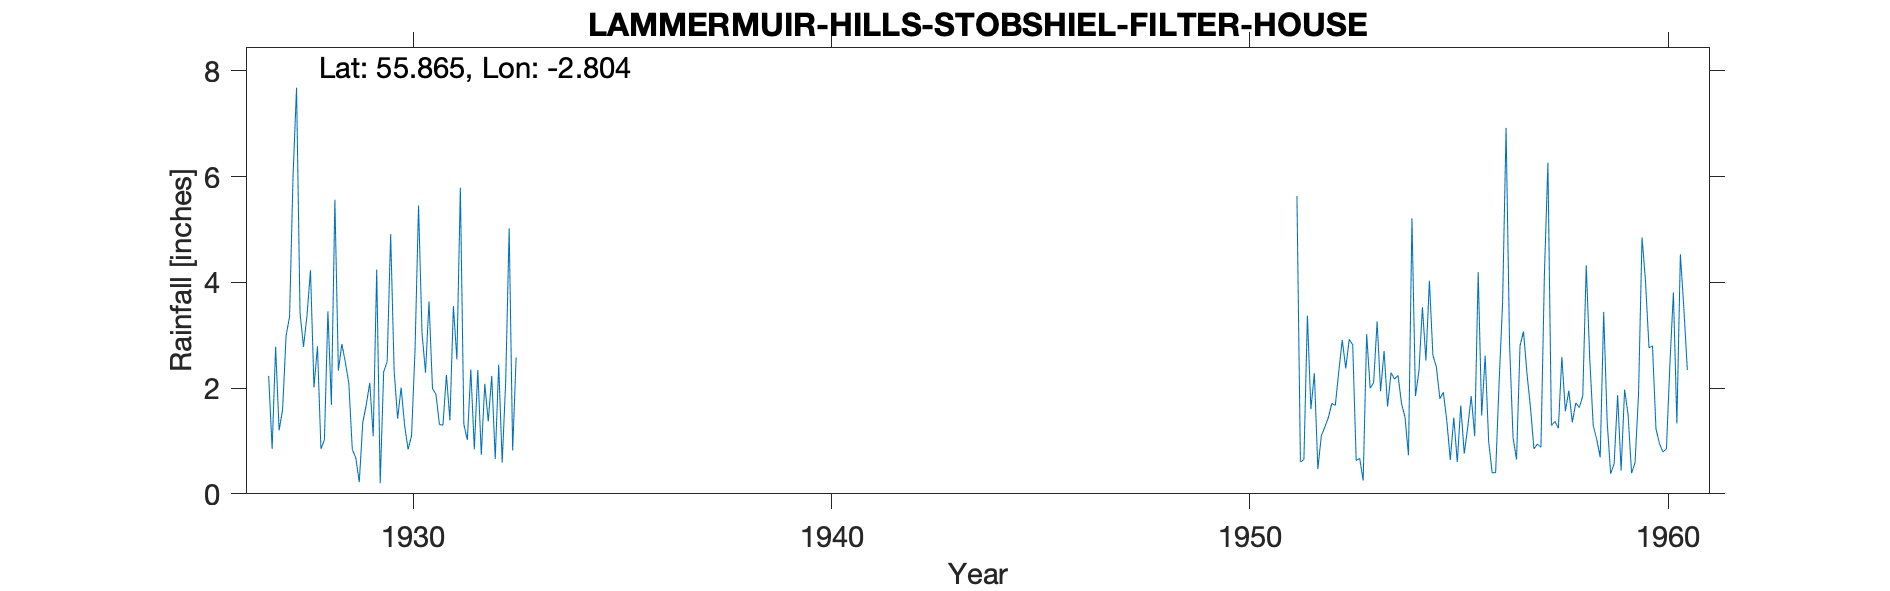 LAMMERMUIR-HILLS-STOBSHIEL-FILTER-HOUSE
Lat: 55.865, Lon: -2.804
8
6
4
2
0
Rainfall [inches]
1930 1940 1950 1960
Year